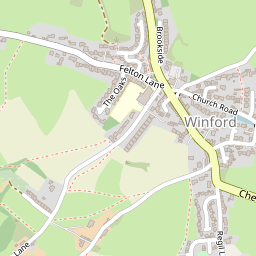 Brookside
Felton Lane
The Oaks
Church Road
Winford
Che
Regil L
Lane